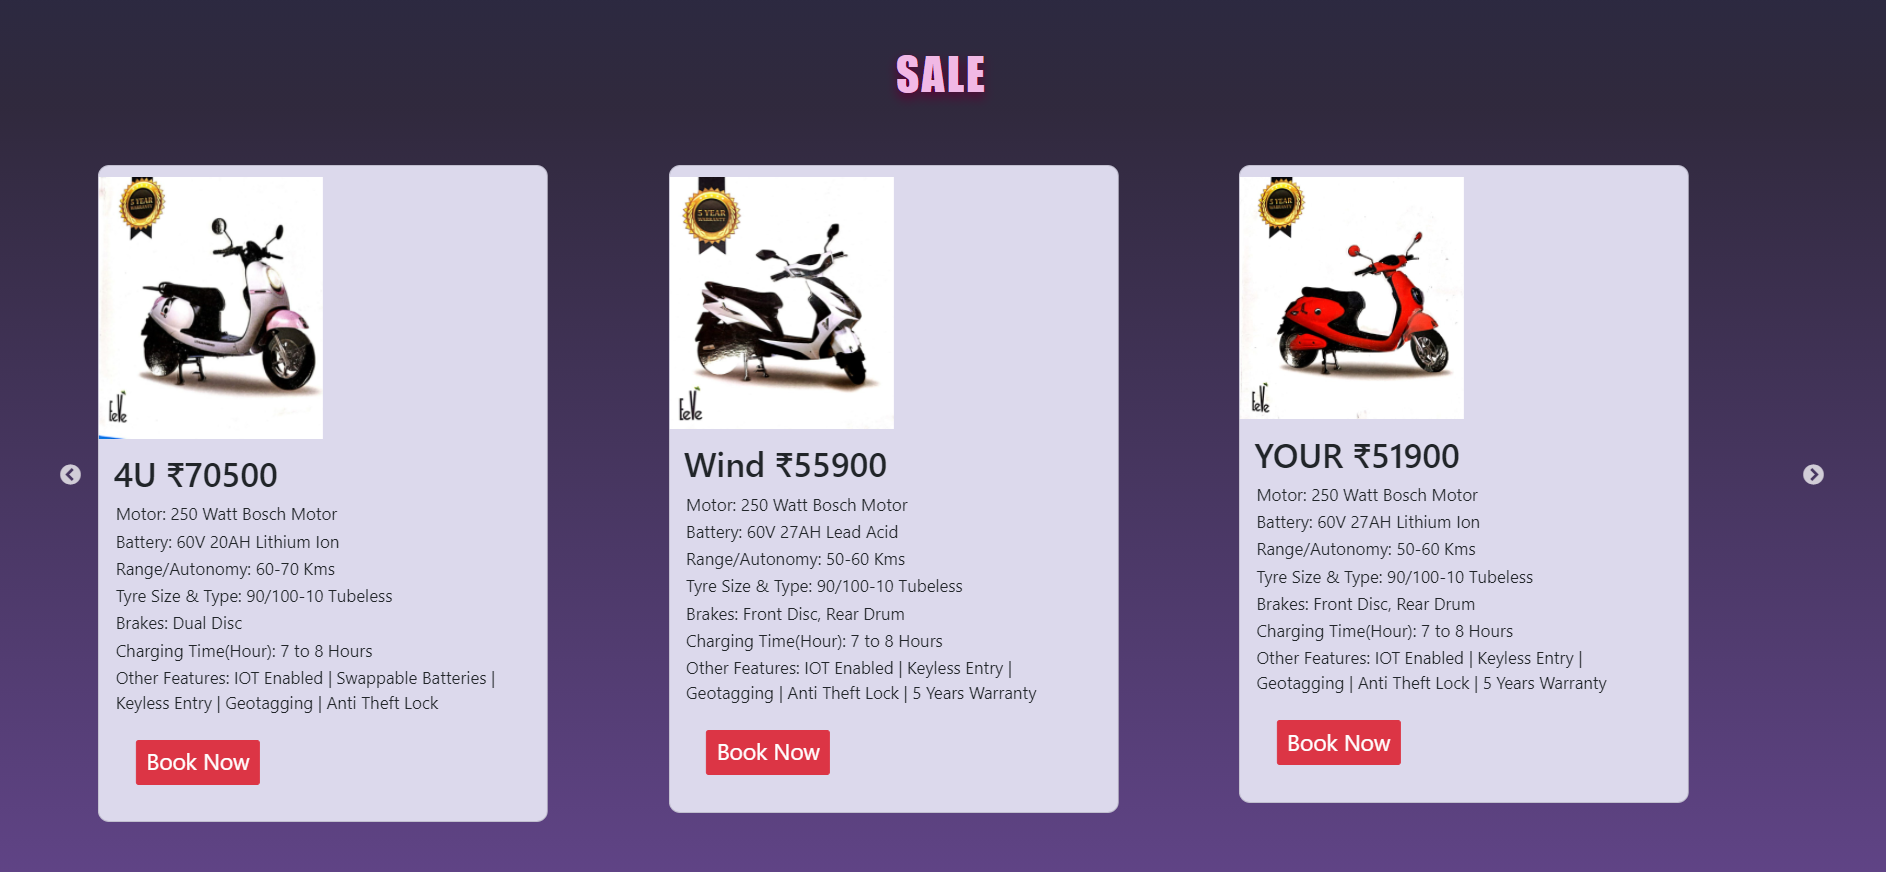 SALE
5 YEAR
WARRANTY
EeVe
4U ₹70500
Motor: 250 Watt Bosch Motor
Battery: 60V 20AH Lithium Ion
Range/Autonomy: 60-70 Kms
Tyre Size & Type: 90/100-10 Tubeless
Brakes: Dual Disc
Charging Time(Hour): 7 to 8 Hours
Other Features: IOT Enabled | Swappable Batteries |
Keyless Entry | Geotagging | Anti Theft Lock
Book Now
5 YEAR
WARRANTY
EeVe
Wind ₹55900
Motor: 250 Watt Bosch Motor
Battery: 60V 27AH Lead Acid
Range/Autonomy: 50-60 Kms
Tyre Size & Type: 90/100-10 Tubeless
Brakes: Front Disc, Rear Drum
Charging Time(Hour): 7 to 8 Hours
Other Features: IOT Enabled | Keyless Entry |
Geotagging | Anti Theft Lock | 5 Years Warranty
Book Now
5 YEAR
WARRANTY
EeVe
YOUR ₹51900
Motor: 250 Watt Bosch Motor
Battery: 60V 27AH Lithium Ion
Range/Autonomy: 50-60 Kms
Tyre Size & Type: 90/100-10 Tubeless
Brakes: Front Disc, Rear Drum
Charging Time(Hour): 7 to 8 Hours
Other Features: IOT Enabled | Keyless Entry |
Geotagging | Anti Theft Lock | 5 Years Warranty
Book Now